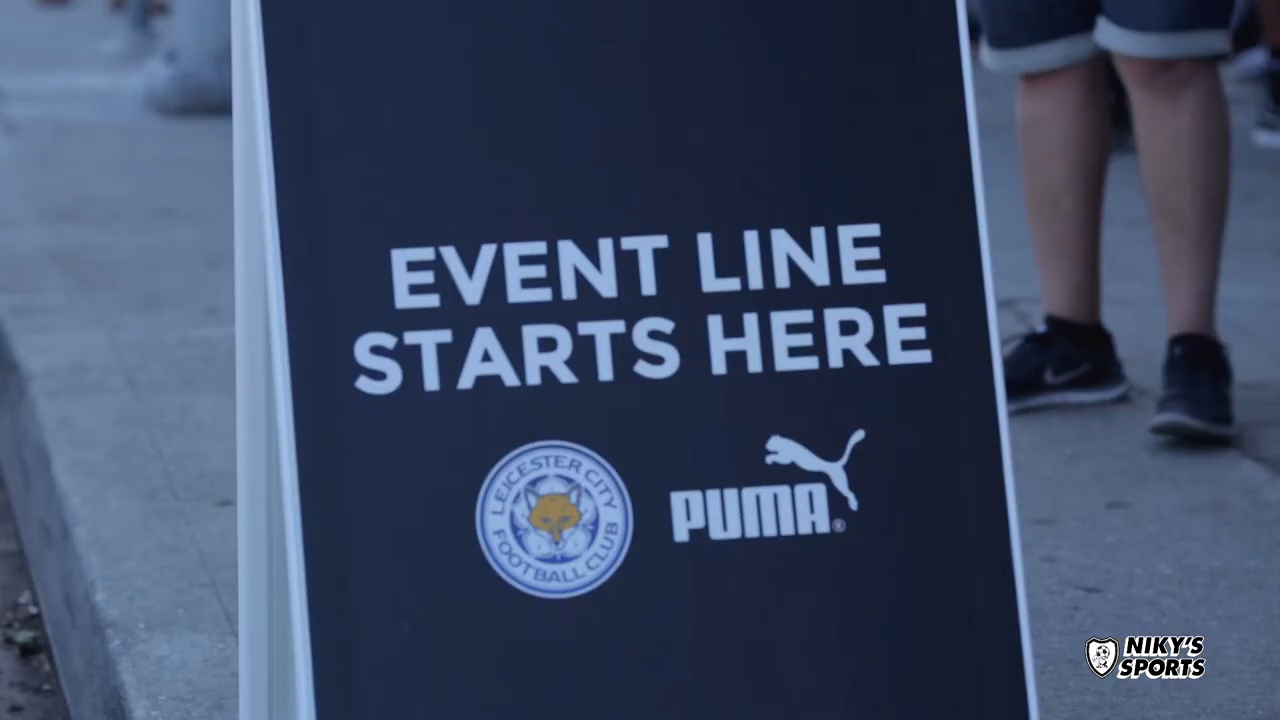 EVENT LINE
STARTS HERE
LEICESTER CITY
FOOTBALL CLUB
PUMA®
NIKY'S
SPORTS